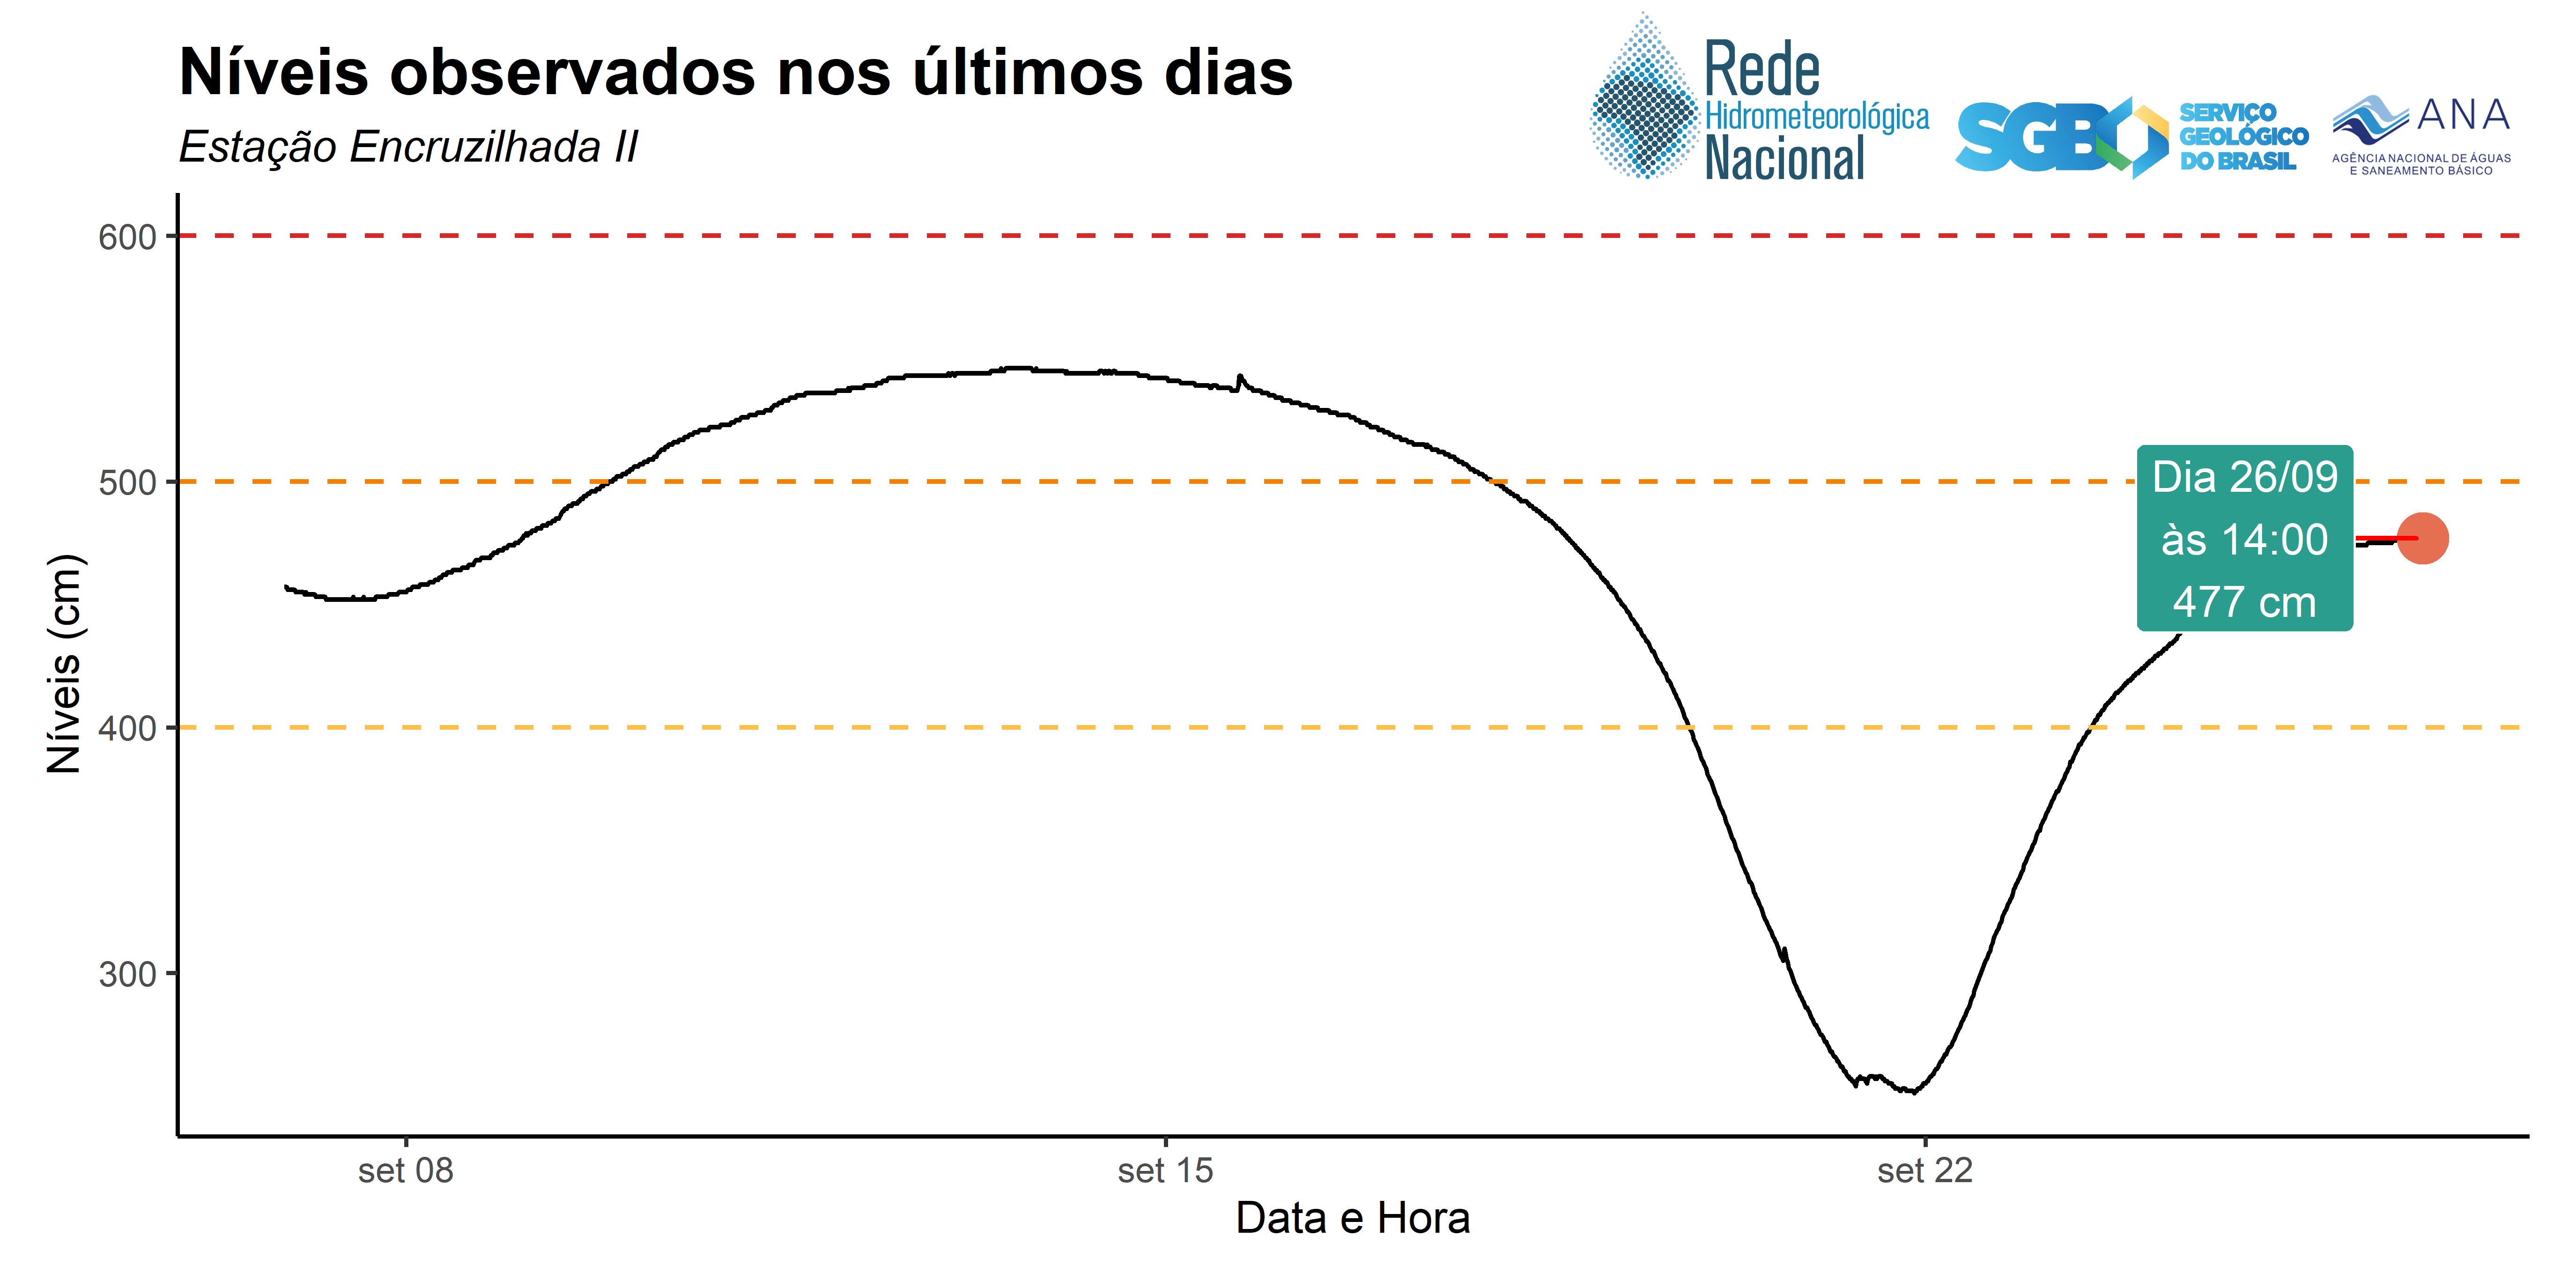 Níveis observados nos últimos dias
Estação Encruzilhada II
Rede
Hidrometeorológica
Nacional
SGB
SERVIÇO
GEOLÓGICO
DO BRASIL
ANA
AGÊNCIA NACIONAL DE ÁGUAS
E SANEAMENTO BÁSICO
Níveis (cm)
600
500
400
300
Dia 26/09
às 14:00
477 cm
set 08
set 15
set 22
Data e Hora